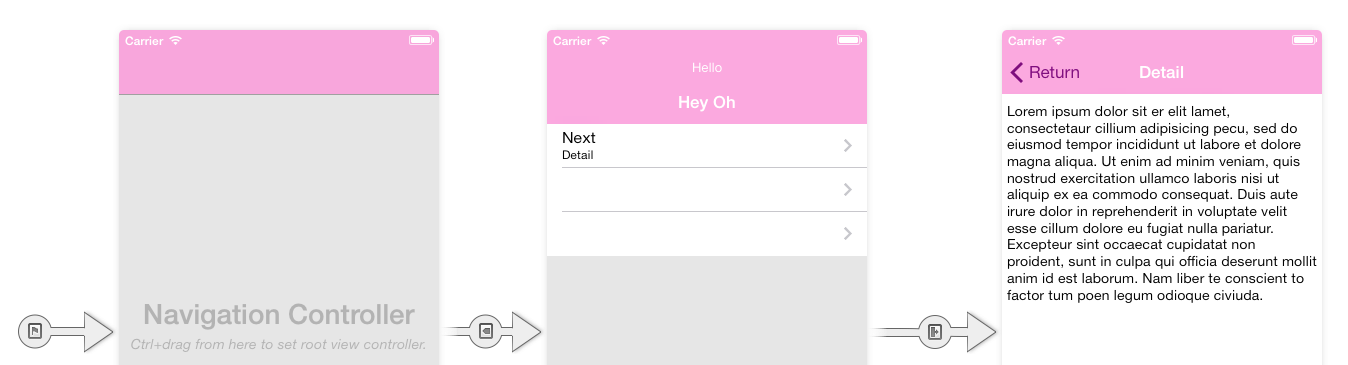 Carrier
Navigation Controller
Ctrl+drag from here to set root view controller.
Carrier
Hello
Hey Oh
Next
Detail
Carrier
Return
Detail
Lorem ipsum dolor sit er elit lamet,
consectetaur cillium adipisicing pecu, sed do
eiusmod tempor incididunt ut labore et dolore
magna aliqua. Ut enim ad minim veniam, quis
nostrud exercitation ullamco laboris nisi ut
aliquip ex ea commodo consequat. Duis aute
irure dolor in reprehenderit in voluptate velit
esse cillum dolore eu fugiat nulla pariatur.
Excepteur sint occaecat cupidatat non
proident, sunt in culpa qui officia deserunt mollit
anim id est laborum. Nam liber te conscient to
factor tum poen legum odioque civiuda.